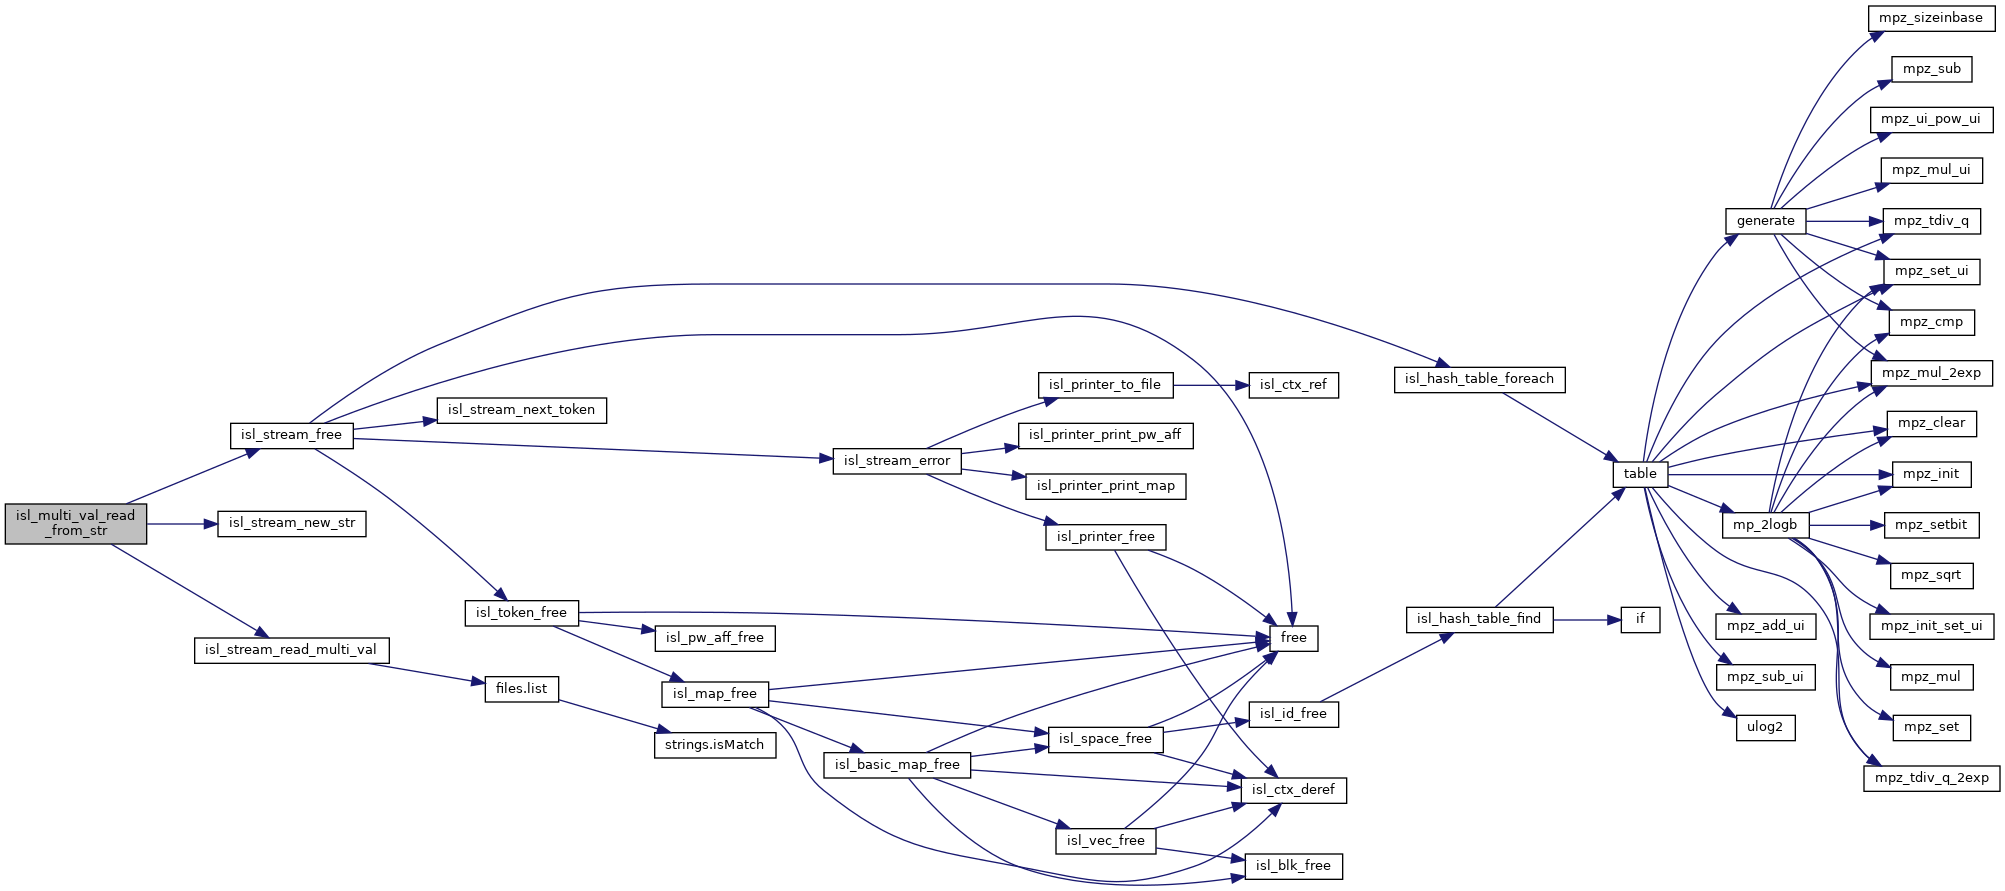 isl_multi_val_read
_from_str
isl_stream_free
isl_stream_new_str
isl_stream_read_multi_val
isl_stream_next_token
isl_token_free
files.list
isl_pw_aff_free
isl_map_free
strings.isMatch
isl_stream_error
isl_basic_map_free
isl_printer_to_file
isl_printer_print_pw_aff
isl_printer_print_map
isl_printer_free
isl_space_free
isl_vec_free
isl_ctx_ref
free
isl_id_free
isl_ctx_deref
isl_blk_free
isl_hash_table_foreach
isl_hash_table_find
table
if
generate
mp_2logb
mpz_add_ui
mpz_sub_ui
ulog2
mpz_sizeinbase
mpz_sub
mpz_ui_pow_ui
mpz_mul_ui
mpz_tdiv_q
mpz_set_ui
mpz_cmp
mpz_mul_2exp
mpz_clear
mpz_init
mpz_setbit
mpz_sqrt
mpz_init_set_ui
mpz_mul
mpz_set
mpz_tdiv_q_2exp